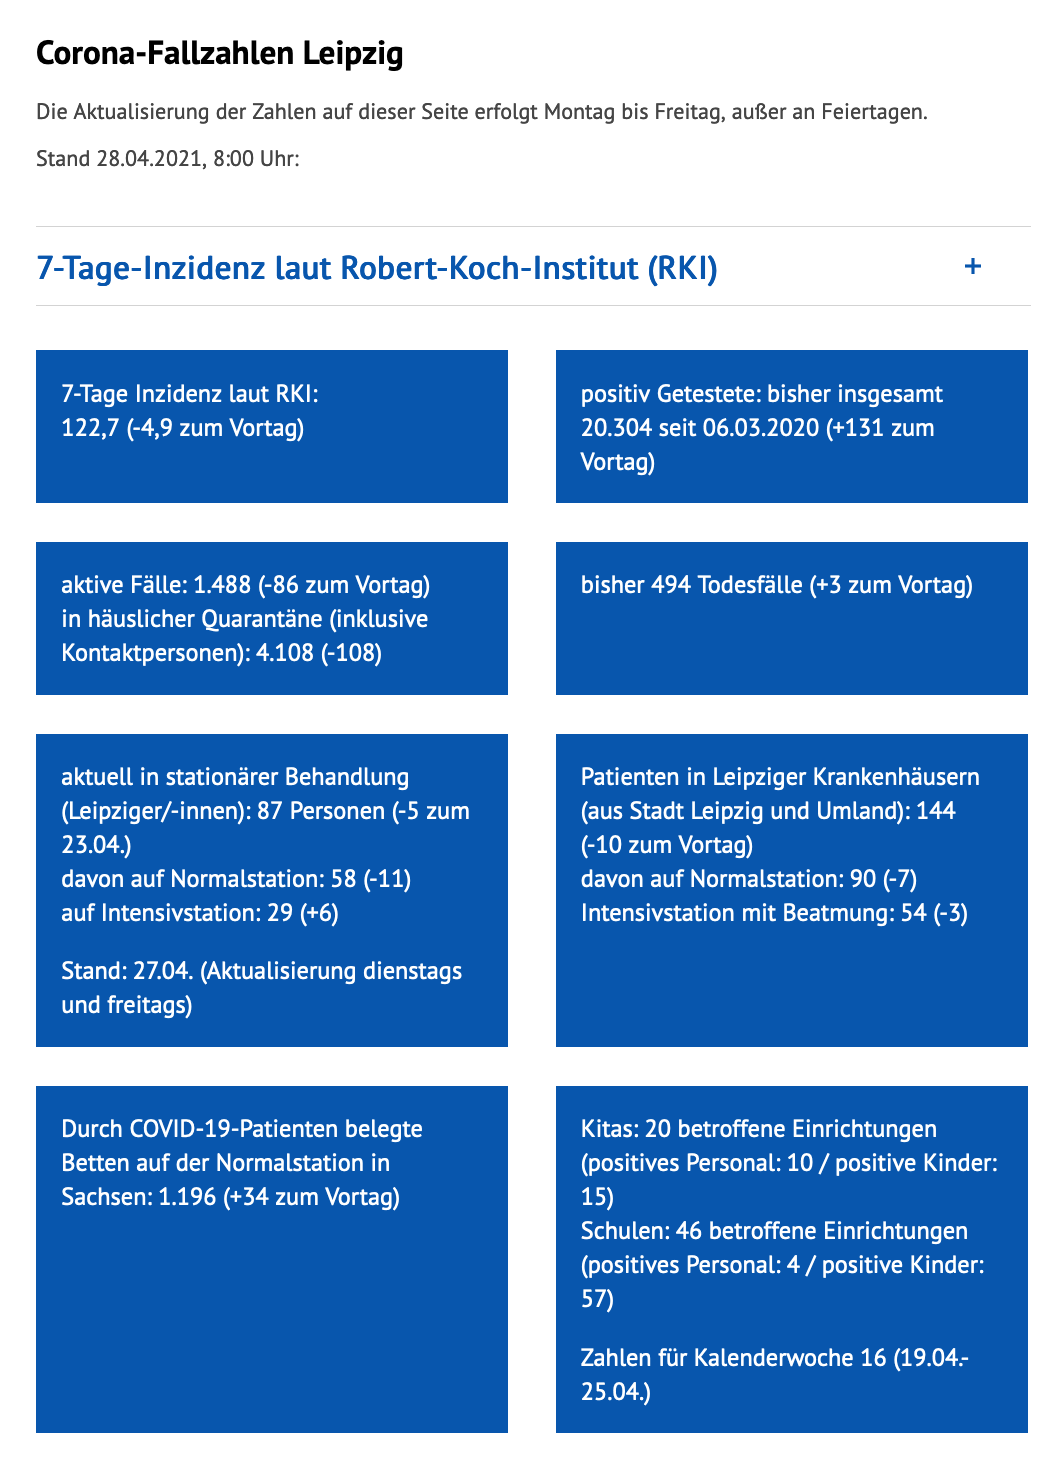 Corona-Fallzahlen Leipzig
Die Aktualisierung der Zahlen auf dieser Seite erfolgt Montag bis Freitag, außer an Feiertagen.
Stand 28.04.2021, 8:00 Uhr:
7-Tage-Inzidenz laut Robert-Koch-Institut (RKI) +
7-Tage Inzidenz laut RKI:
122,7 (-4,9 zum Vortag)
positiv Getestete: bisher insgesamt
20.304 seit 06.03.2020 (+131 zum
Vortag)
aktive Fälle: 1.488 (-86 zum Vortag)
in häuslicher Quarantäne (inklusive
Kontaktpersonen): 4.108 (-108)
bisher 494 Todesfälle (+3 zum Vortag)
aktuell in stationärer Behandlung
(Leipziger/-innen): 87 Personen (-5 zum
23.04.)
davon auf Normalstation: 58 (-11)
auf Intensivstation: 29 (+6)
Stand: 27.04. (Aktualisierung dienstags
und freitags)
Patienten in Leipziger Krankenhäusern
(aus Stadt Leipzig und Umland): 144
(-10 zum Vortag)
davon auf Normalstation: 90 (-7)
Intensivstation mit Beatmung: 54 (-3)
Durch COVID-19-Patienten belegte
Betten auf der Normalstation in
Sachsen: 1.196 (+34 zum Vortag)
Kitas: 20 betroffene Einrichtungen
(positives Personal: 10 / positive Kinder:
15)
Schulen: 46 betroffene Einrichtungen
(positives Personal: 4 / positive Kinder:
57)
Zahlen für Kalenderwoche 16 (19.04.-
25.04.)